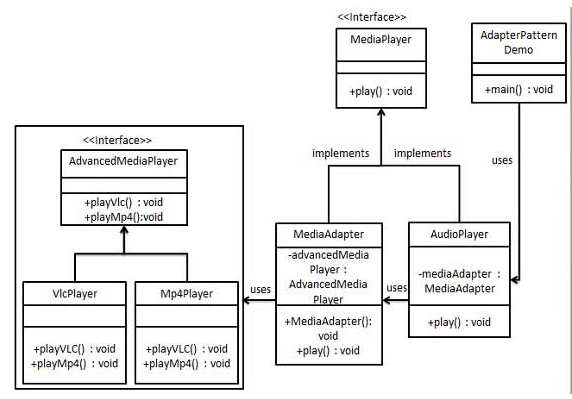 <<Interface>>
MediaPlayer
+play() : void
AdapterPattern
Demo
+main() : void
<<Interface>>
AdvancedMediaPlayer
+playVlc() : void
+playMp4():void
implements
implements
uses
MediaAdapter
-advancedMedia
Player :
AdvancedMedia
Player
+MediaAdapter():
void
+play() : void
AudioPlayer
-mediaAdapter :
MediaAdapter
+play() : void
uses
uses
VlcPlayer
+playVLC() : void
+playMp4() : void
Mp4Player
+playVLC() : void
+playMp4() : void